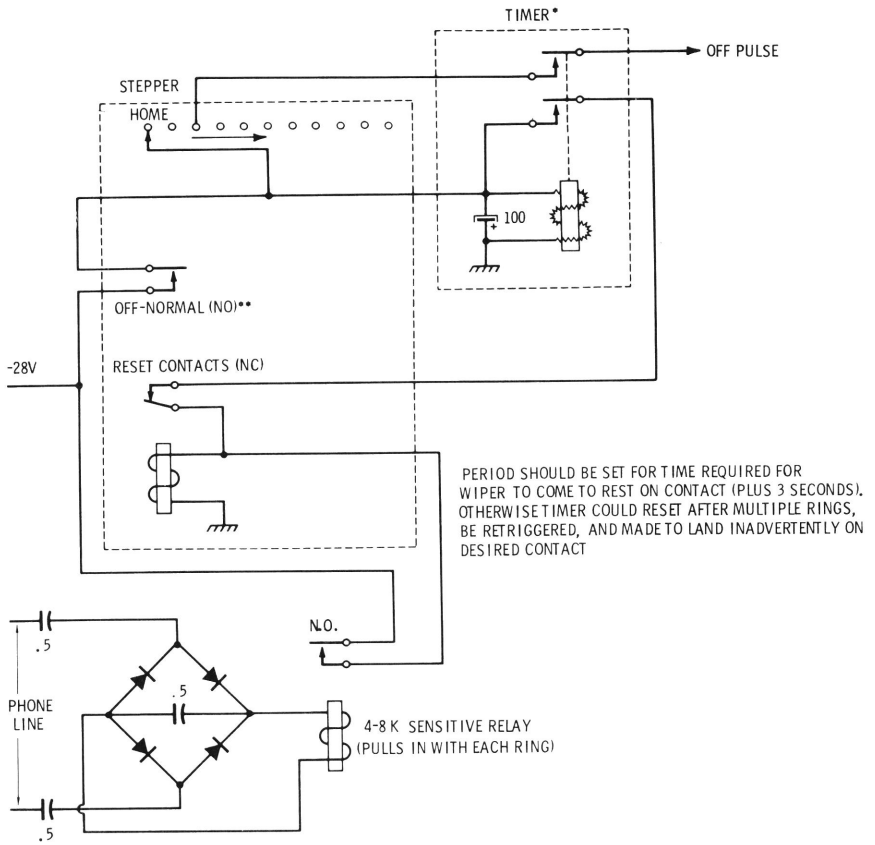 TIMER*
OFF PULSE
STEPPER
HOME
100
+
OFF-NORMAL (NO)**
-28V
RESET CONTACTS (NC)
PERIOD SHOULD BE SET FOR TIME REQUIRED FOR
WIPER TO COME TO REST ON CONTACT (PLUS 3 SECONDS).
OTHERWISE TIMER COULD RESET AFTER MULTIPLE RINGS,
BE RETRIGGERED, AND MADE TO LAND INADVERTENTLY ON
DESIRED CONTACT
N.O.
.5
.5
PHONE
LINE
4-8 K SENSITIVE RELAY
(PULLS IN WITH EACH RING)
.5